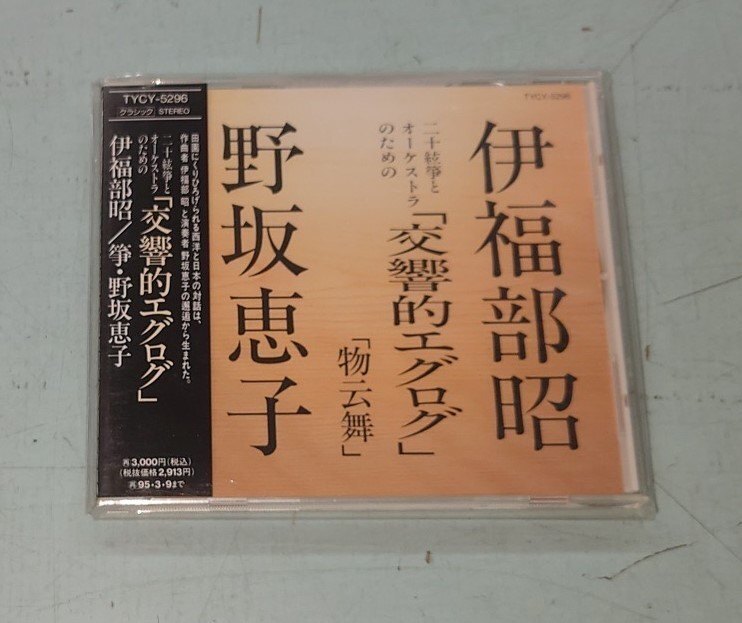 TYCY-5296
クラシック STEREO
田園にくりひろげられる西洋と日本の対話は、
作曲者 伊福部 昭 と演奏者 野坂恵子の邂逅から生まれた。
二十絃箏と
オーケストラ
のための
「交響的エグログ」
伊福部昭／箏・野坂恵子
再3,000円(税込)
(税抜価格2,913円)
再95・3・9まで
TYCY-5296
伊福部昭
二十絃箏と
オーケストラ
のための
「交響的エグログ」
「物云舞」
野坂恵子